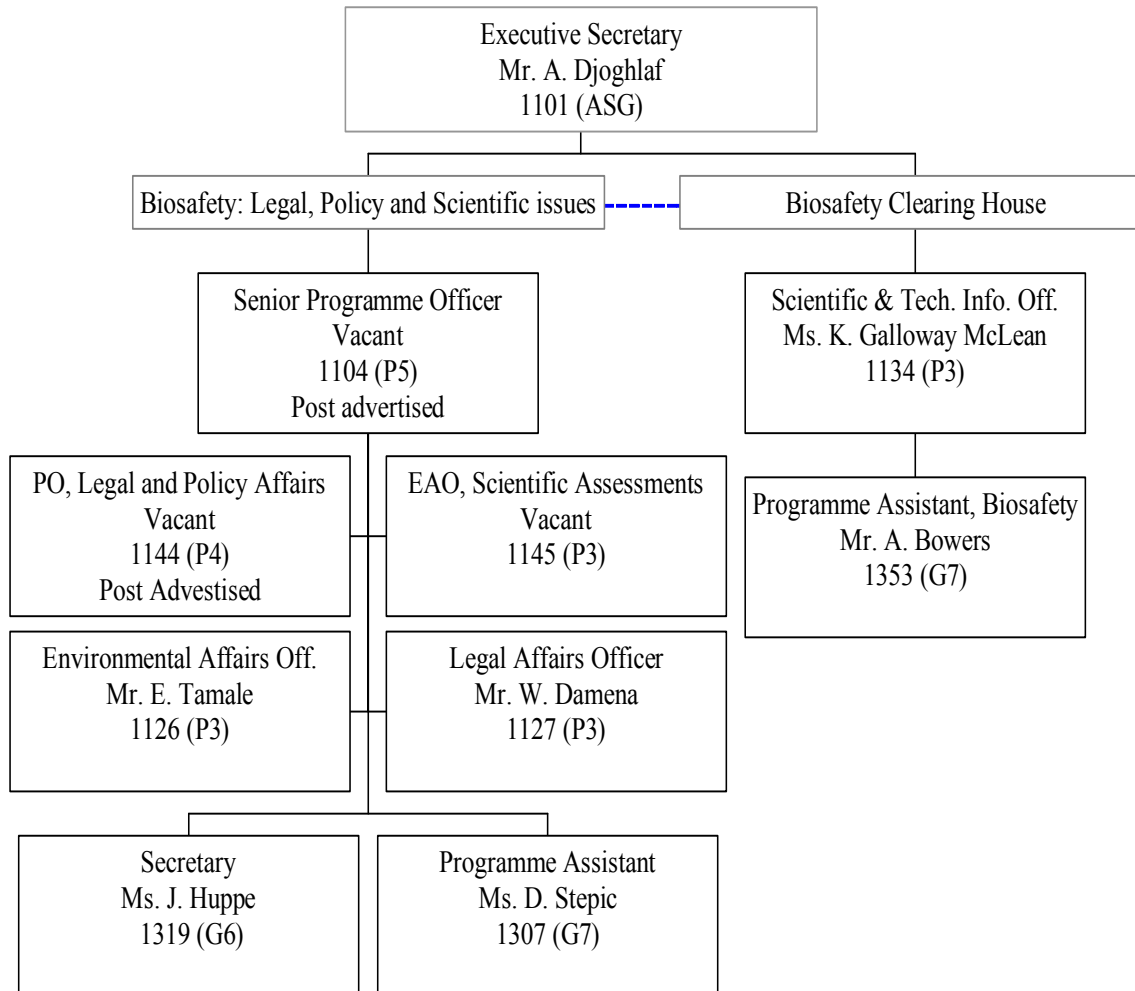 Executive Secretary
Mr. A. Djoghlaf
1101 (ASG)
Biosafety: Legal, Policy and Scientific issues
Biosafety Clearing House
Senior Programme Officer
Vacant
1104 (P5)
Post advertised
Scientific & Tech. Info. Off.
Ms. K. Galloway McLean
1134 (P3)
PO, Legal and Policy Affairs
Vacant
1144 (P4)
Post Advestised
EAO, Scientific Assessments
Vacant
1145 (P3)
Programme Assistant, Biosafety
Mr. A. Bowers
1353 (G7)
Environmental Affairs Off.
Mr. E. Tamale
1126 (P3)
Legal Affairs Officer
Mr. W. Damena
1127 (P3)
Secretary
Ms. J. Huppe
1319 (G6)
Programme Assistant
Ms. D. Stepic
1307 (G7)